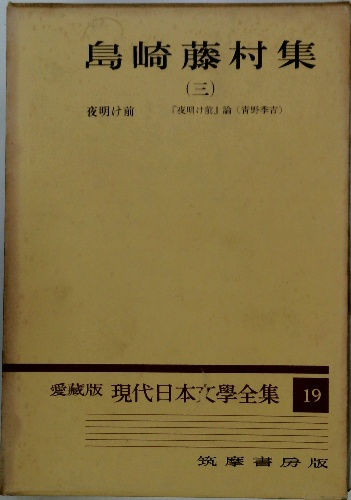 島崎藤村集
(三)
夜明け前 『夜明け前』論(青野季吉)
愛藏版 現代日本文學全集 19
筑摩書房版